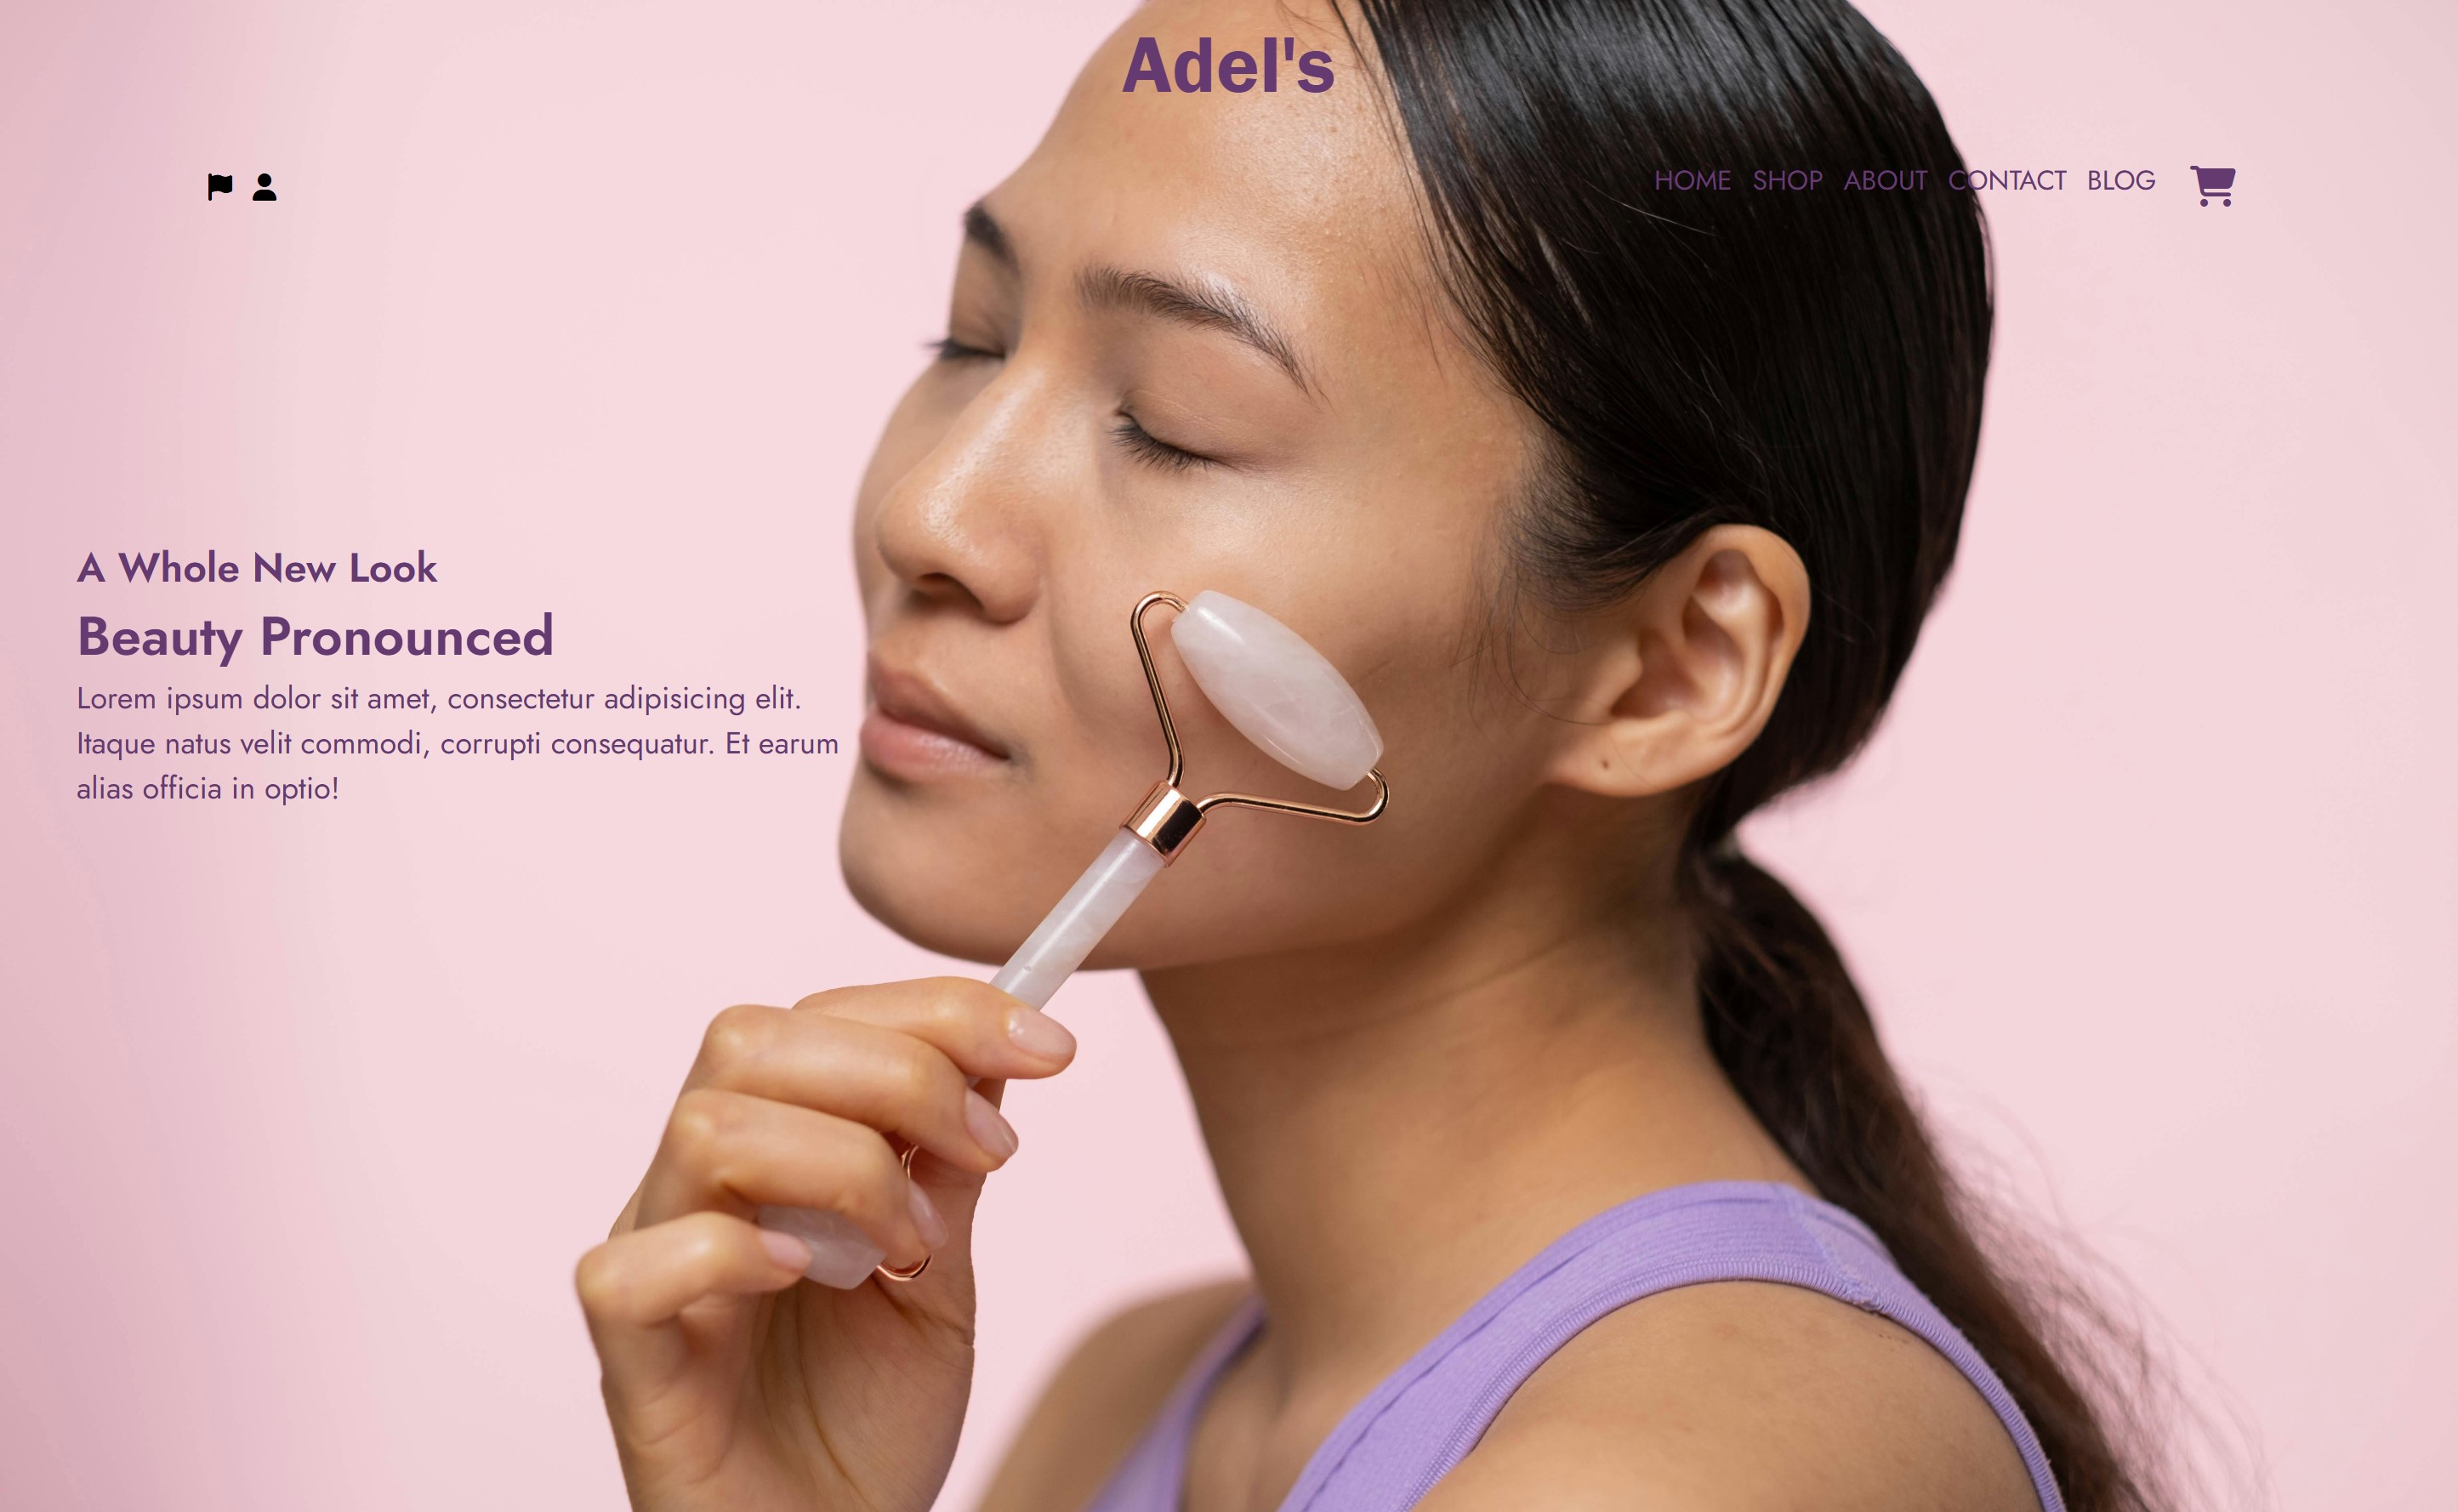 Adel's
HOME SHOP ABOUT CONTACT BLOG
A Whole New Look
Beauty Pronounced
Lorem ipsum dolor sit amet, consectetur adipisicing elit.
Itaque natus velit commodi, corrupti consequatur. Et earum
alias officia in optio!